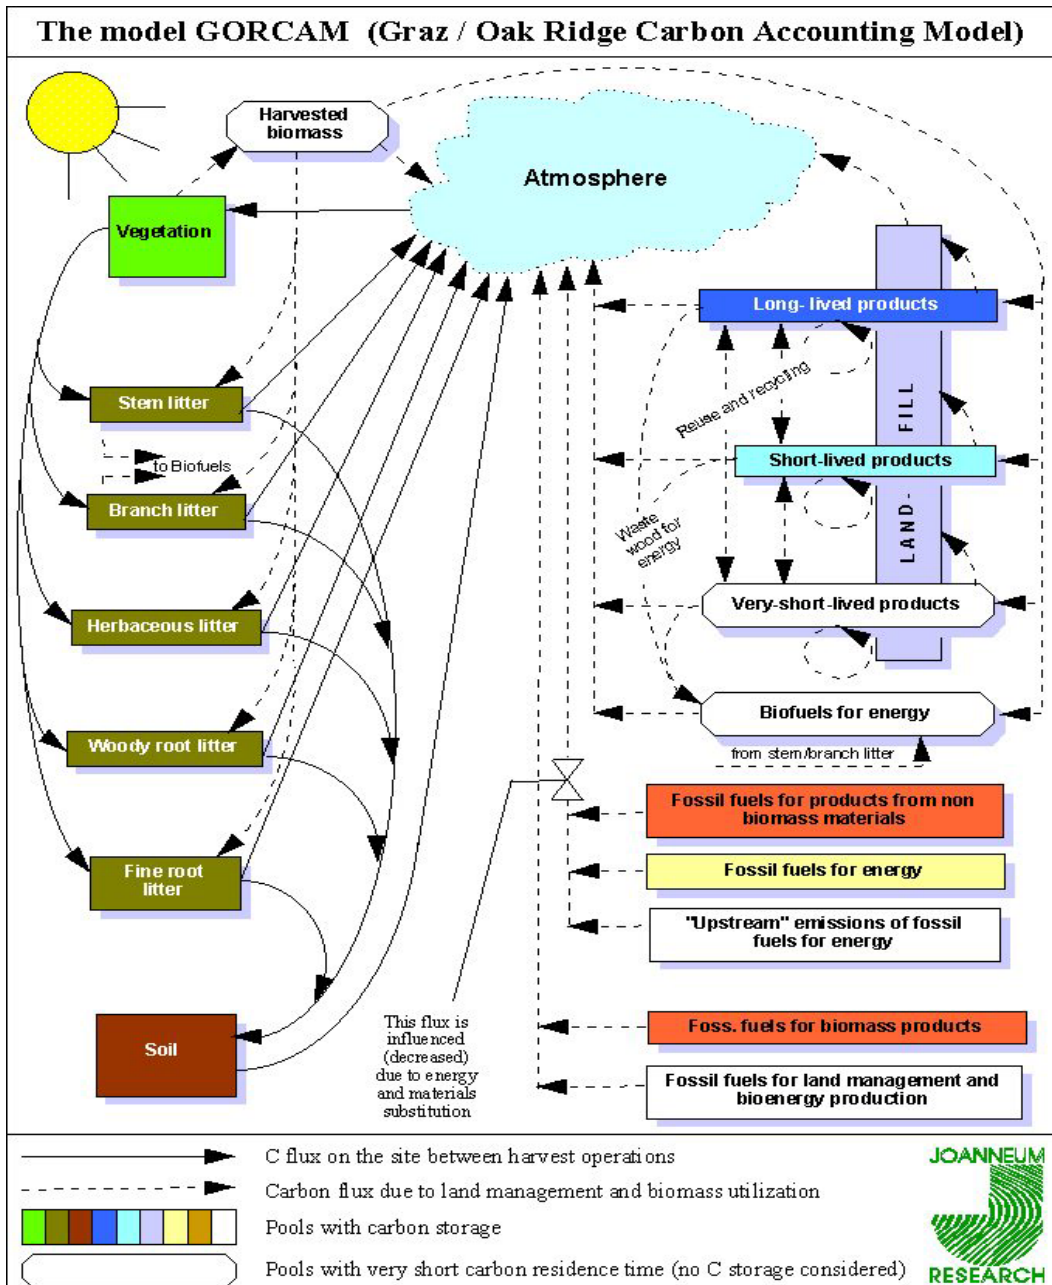 The model GORCAM (Graz / Oak Ridge Carbon Accounting Model)
Harvested
biomass
Atmosphere
Vegetation
Long- lived products
Stem litter
Reuse and recycling
to Biofuels
Short-lived products
LAND- FILL
Branch litter
Waste
wood for
energy
Very-short-lived products
Herbaceous litter
Biofuels for energy
Woody root litter
from stem/branch litter
Fossil fuels for products from non
biomass materials
Fine root
litter
Fossil fuels for energy
"Upstream" emissions of fossil
fuels for energy
This flux is
influenced
(decreased)
due to energy
and materials
substitution
Foss. fuels for biomass products
Soil
Fossil fuels for land management and
bioenergy production
C flux on the site between harvest operations
Carbon flux due to land management and biomass utilization
Pools with carbon storage
Pools with very short carbon residence time (no C storage considered)
JOANNEUM
RESEARCH